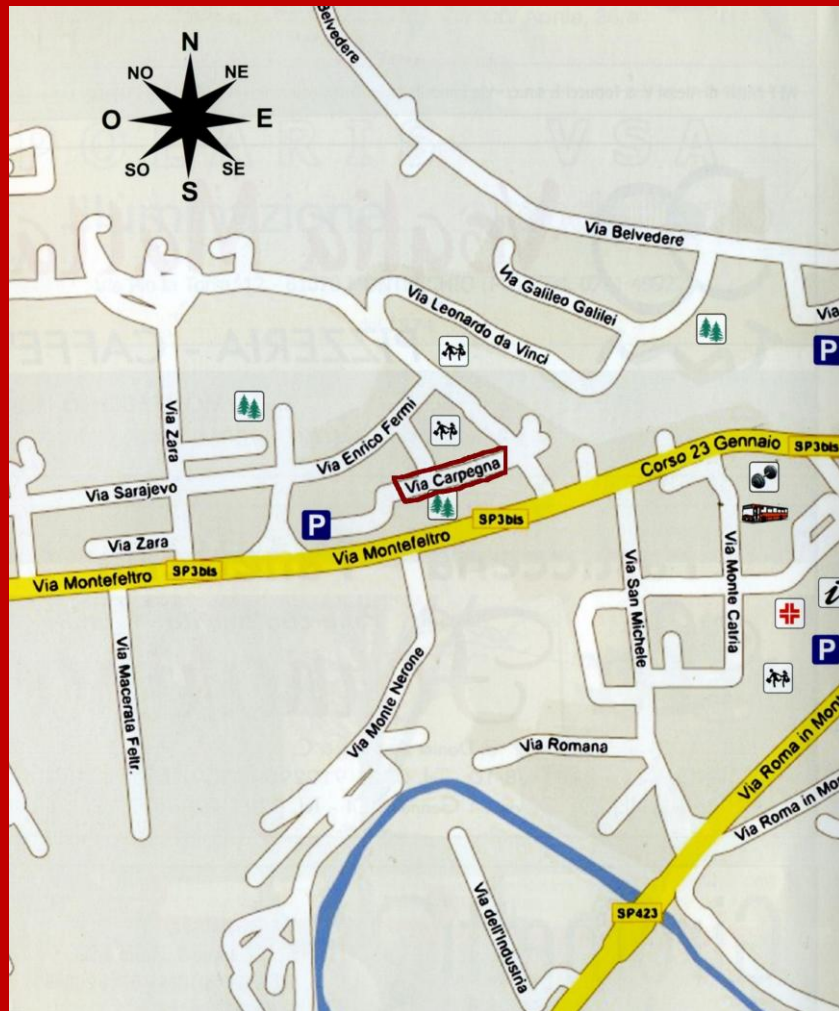 Belvedere
N
NO
NE
O
E
SO
SE
S
Via Belvedere
Via Galileo Galilei
Via Leonardo da Vinci
Via
P
Via Zara
Via Enrico Fermi
Corso 23 Gennaio
SP3bis
Via Carpegna
Via Sarajevo
SP3bis
P
Via Zara
Via Montefeltro
Via Montefeltro
SP3bis
Via San Michele
Via Monte Catria
i
P
Via Macerata Feltr.
Via Monte Nerone
Via Romana
Via Roma in Mont
Via Roma in Mo
Via dell'Industria
SP423